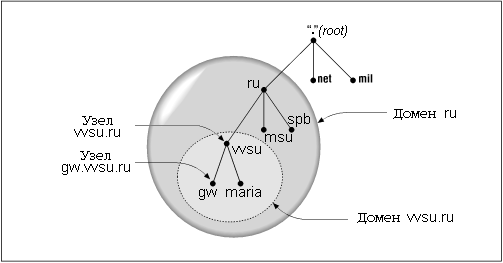 "." (root)
net mil
ru
Узел
vvsu.ru
Домен ru
spb
msu
vvsu
Узел
gw.vvsu.ru
gw maria
Домен vvsu.ru